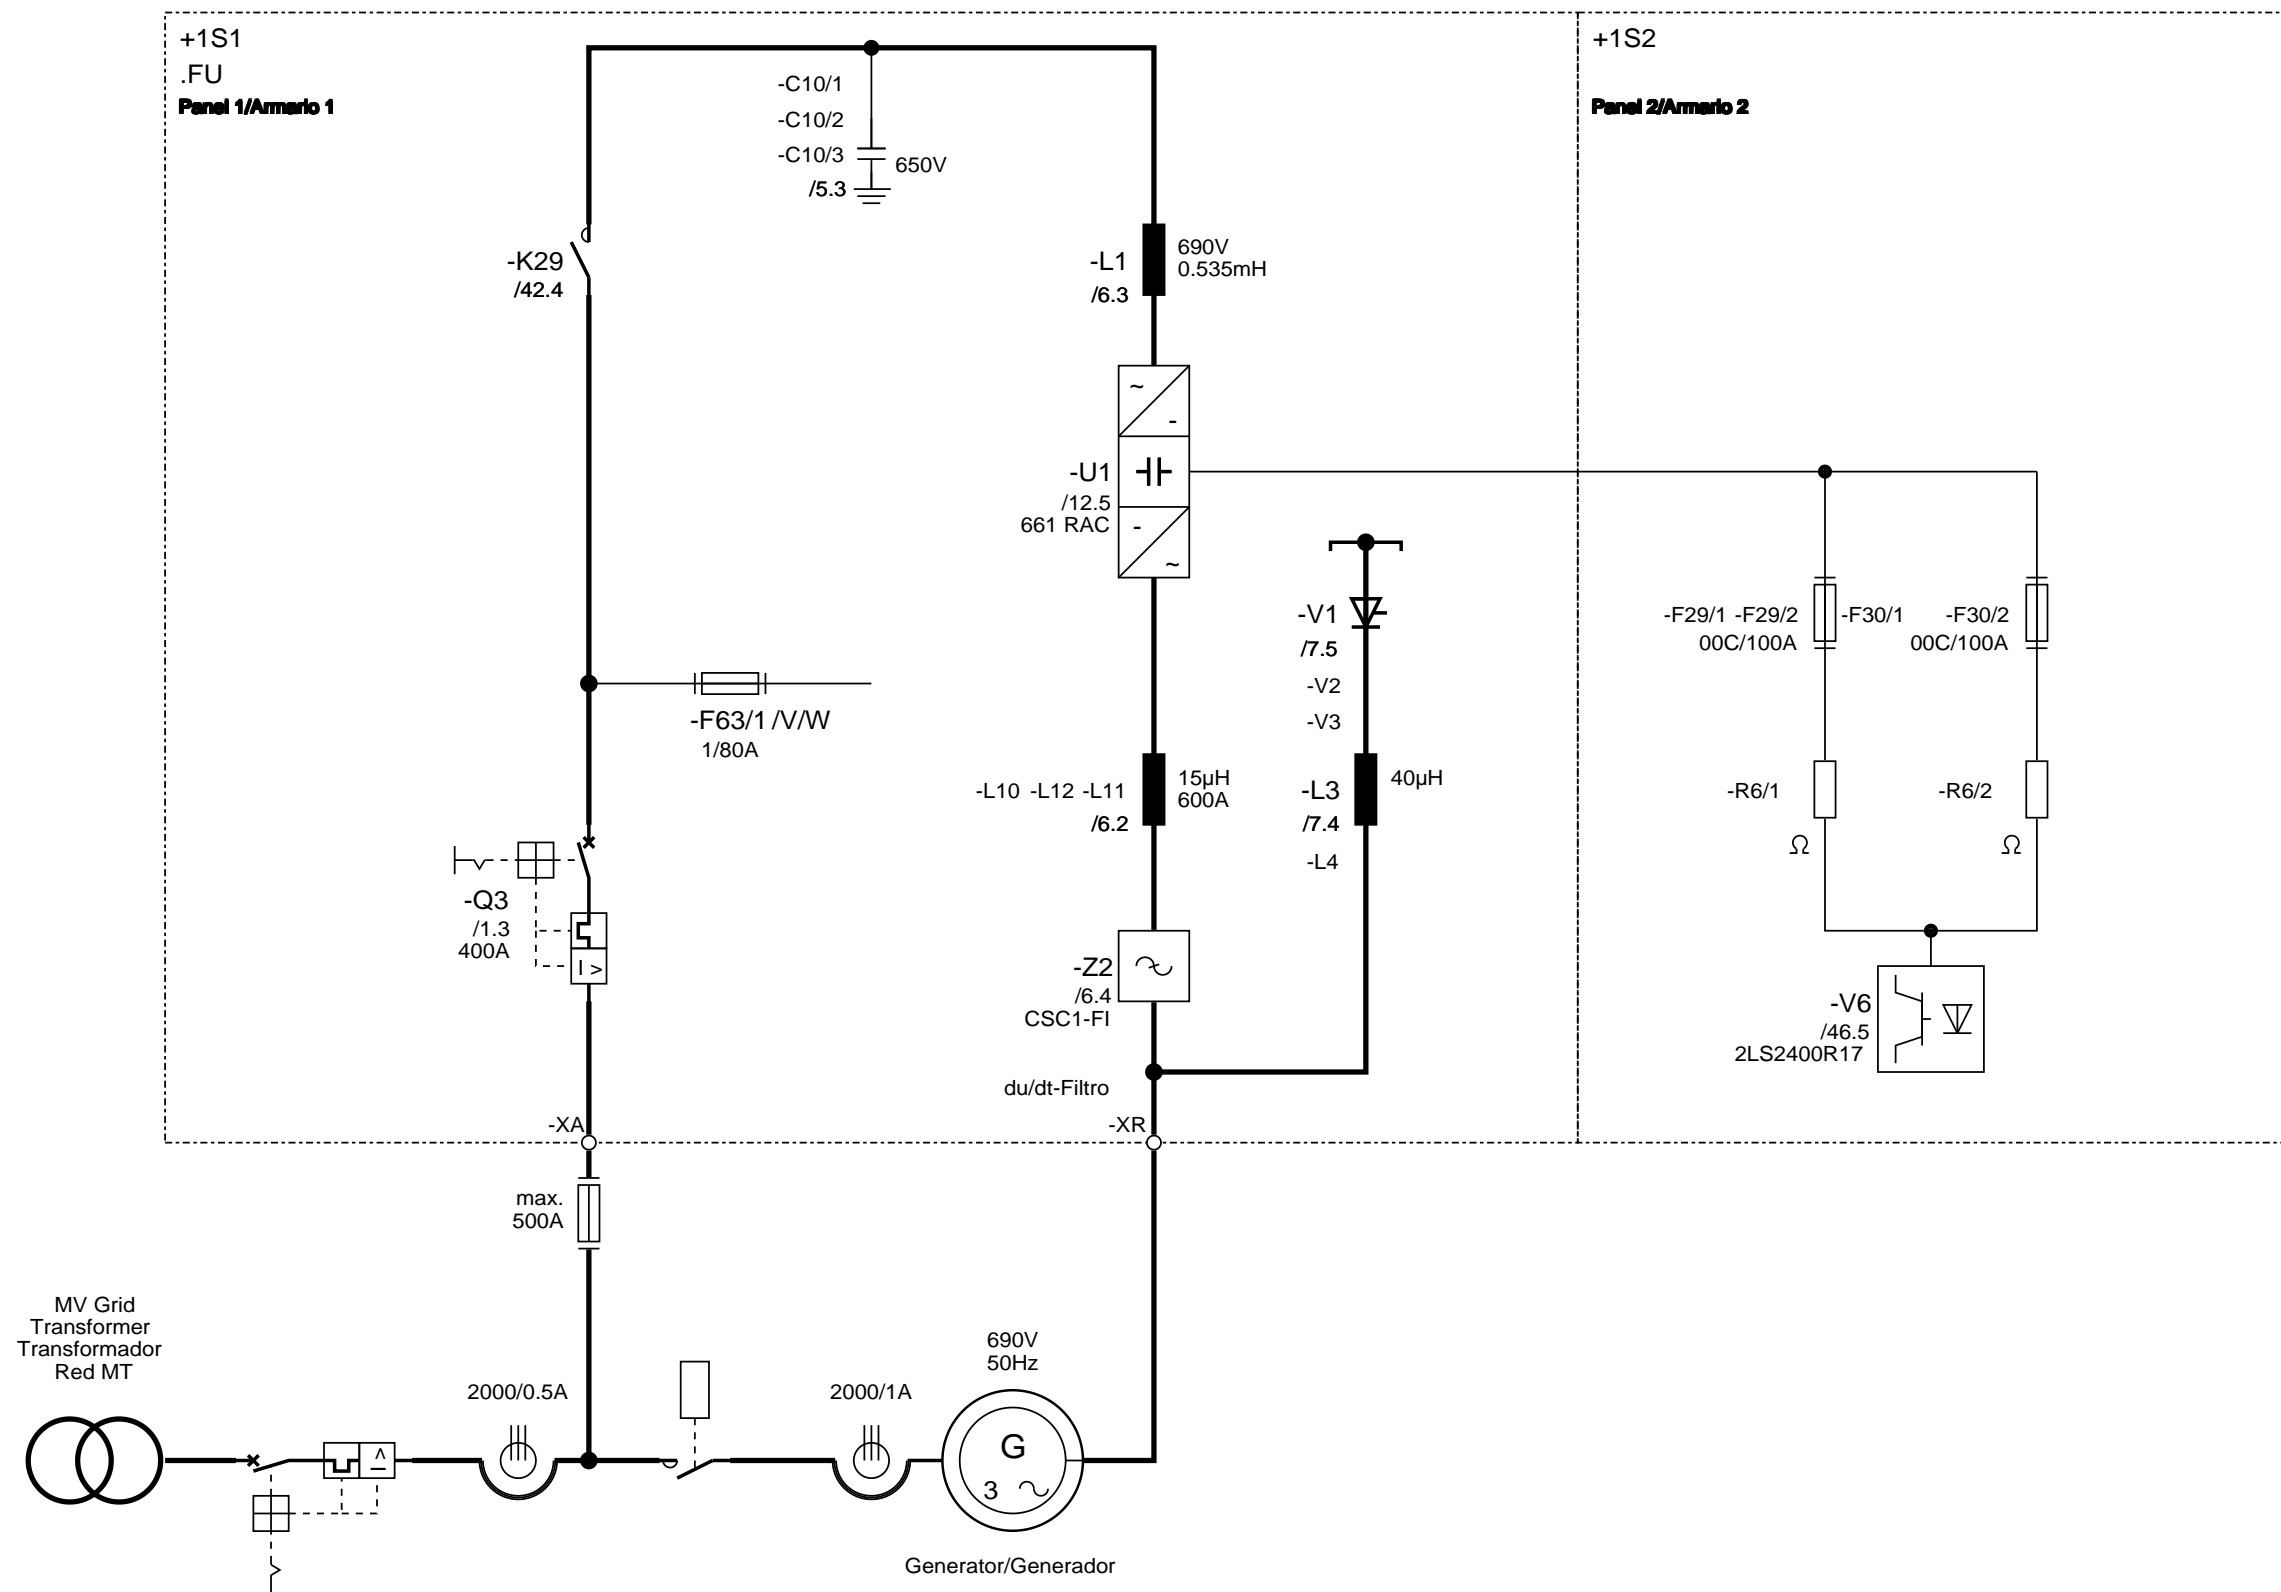 +1S1
.FU
Panel 1/Armario 1
+1S2
Panel 2/Armario 2
-C10/1
-C10/2
-C10/3
650V
/5.3
-K29
/42.4
-L1
/6.3
690V
0.535mH
~
-
-U1
/12.5
661 RAC
-
~
-V1
/7.5
-V2
-V3
-F29/1 -F29/2
00C/100A
-F30/1
-F30/2
00C/100A
-F63/1 /V/W
1/80A
-L10 -L12 -L11
/6.2
15µH
600A
-L3
/7.4
-L4
40µH
-R6/1
Ω
-R6/2
Ω
-Q3
/1.3
400A
I >
-Z2
/6.4
CSC1-FI
du/dt-Filtro
-V6
/46.5
2LS2400R17
-XA
-XR
max.
500A
MV Grid
Transformer
Transformador
Red MT
2000/0.5A
2000/1A
690V
50Hz
I >
G
3
Generator/Generador